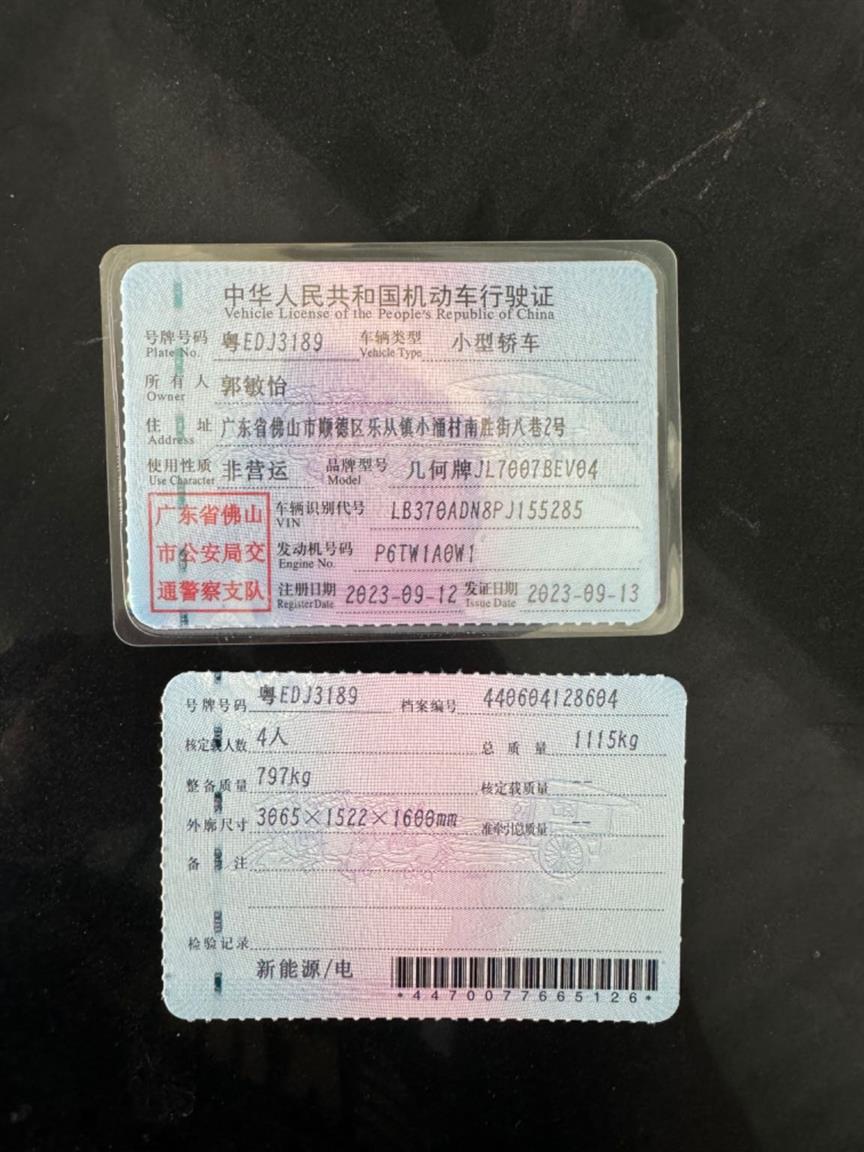 中华人民共和国机动车行驶证
Vehicle License of the People's Republic of China
号牌号码 粤EDJ3189 车辆类型 小型轿车
Plate No. Vehicle Type
所有人 郭敏怡
Owner
住址 广东省佛山市顺德区乐从镇小涌村南胜街八巷2号
Address
使用性质 非营运 品牌型号 几何牌JL7007BEV04
Use Character Model
广东省佛山 车辆识别代号 LB370ADN8PJ155285
VIN
市公安局交 发动机号码 P6TW1A0W1
Engine No.
通警察支队 注册日期 2023-09-12 发证日期 2023-09-13
Register Date Issue Date
号牌号码 粤EDJ3189 档案编号 440604128604
核定载人数 4人 总质量 1115kg
整备质量 797kg 核定载质量 --
外廓尺寸 3065×1522×1600mm 准牵引总质量 --
备注
检验记录
新能源/电
*4470077665126*